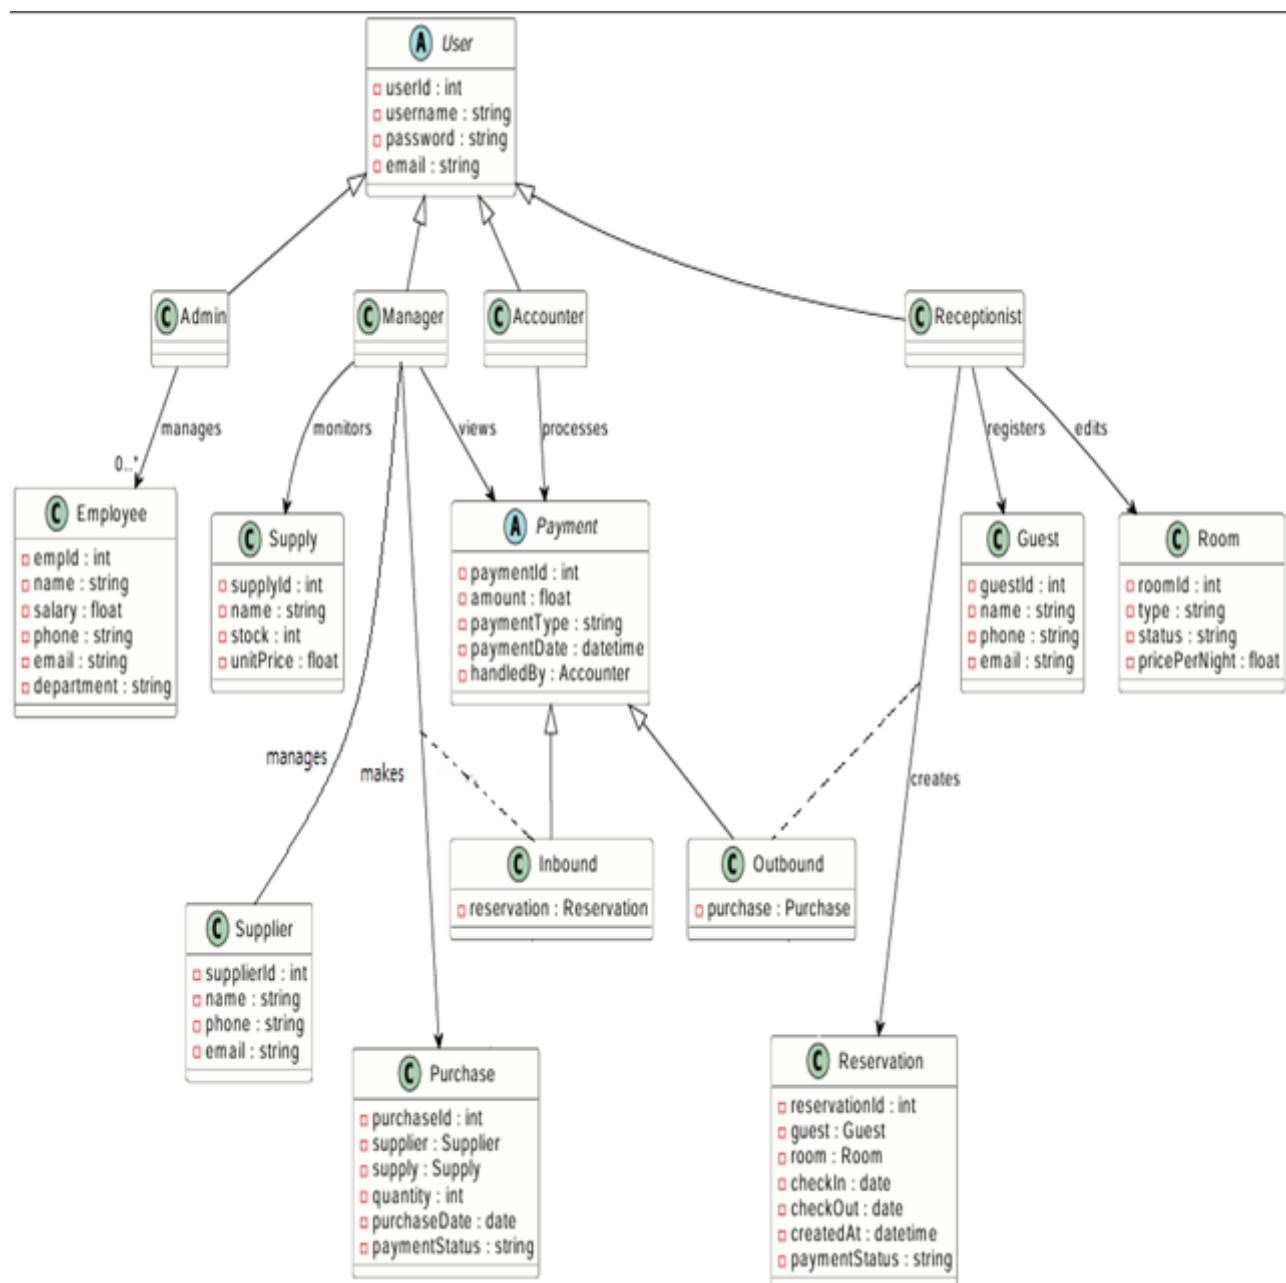 A User
userId : int
username : string
password : string
email : string
C Admin
C Manager
C Accounter
C Receptionist
manages
monitors
views
processes
registers
edits
0..*
C Employee
empId : int
name : string
salary : float
phone : string
email : string
department : string
C Supply
supplyId : int
name : string
stock : int
unitPrice : float
A Payment
paymentId : int
amount : float
paymentType : string
paymentDate : datetime
handledBy : Accounter
C Guest
guestId : int
name : string
phone : string
email : string
C Room
roomId : int
type : string
status : string
pricePerNight : float
manages
makes
creates
C Inbound
reservation : Reservation
C Outbound
purchase : Purchase
C Supplier
supplierId : int
name : string
phone : string
email : string
C Purchase
purchaseId : int
supplier : Supplier
supply : Supply
quantity : int
purchaseDate : date
paymentStatus : string
C Reservation
reservationId : int
guest : Guest
room : Room
checkIn : date
checkOut : date
createdAt : datetime
paymentStatus : string